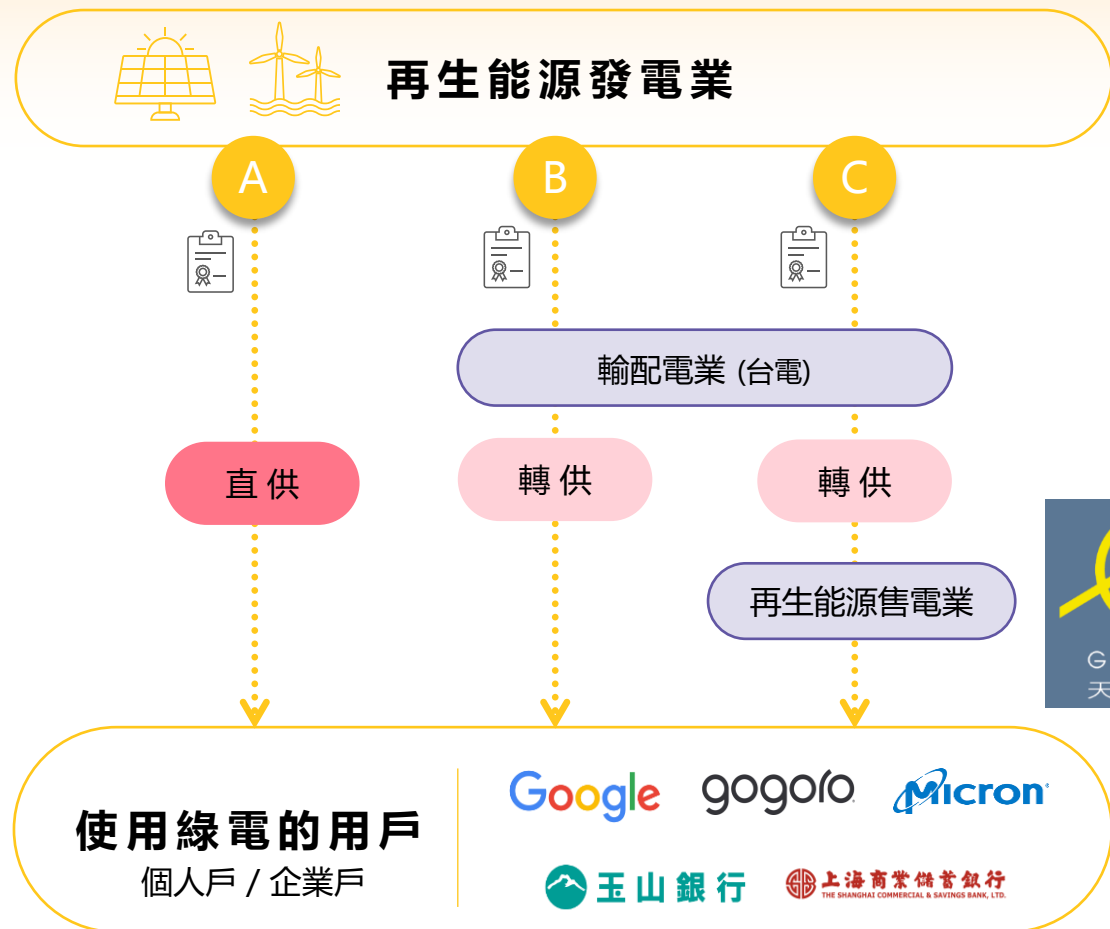 再生能源發電業
A
B
C
輸配電業 (台電)
直供
轉供
轉供
再生能源售電業
G
天
使用綠電的用戶
個人戶 / 企業戶
Google
gogoro
Micron
玉山銀行
上海商業儲蓄銀行
THE SHANGHAI COMMERCIAL & SAVINGS BANK, LTD.